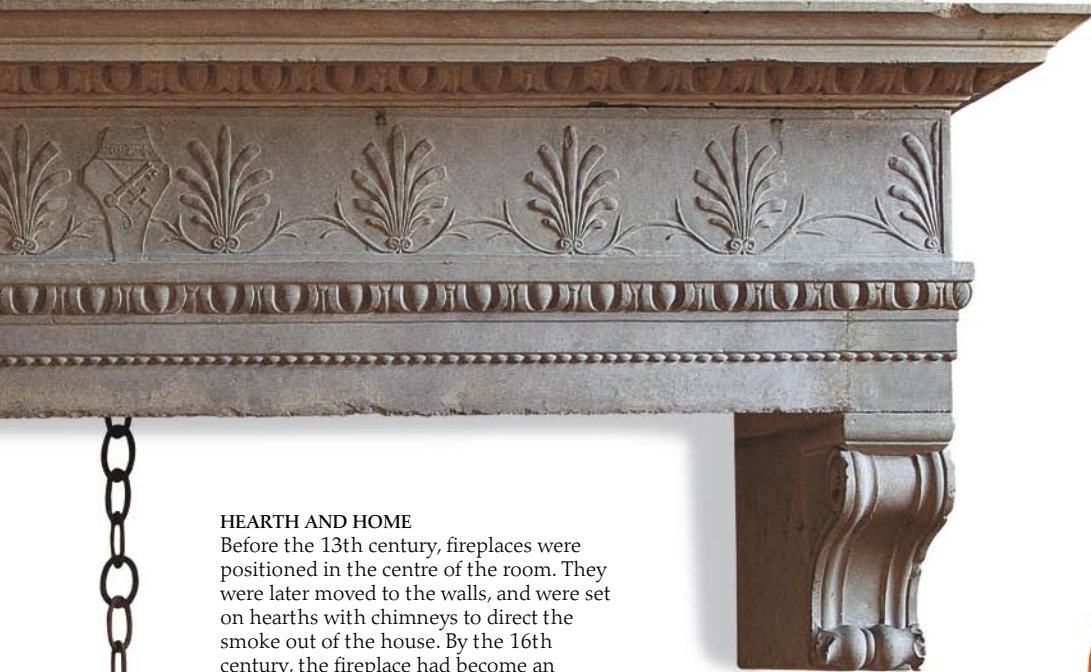 HEARTH AND HOME
Before the 13th century, fireplaces were
positioned in the centre of the room. They
were later moved to the walls, and were set
on hearths with chimneys to direct the
smoke out of the house. By the 16th
century, the fireplace had become an